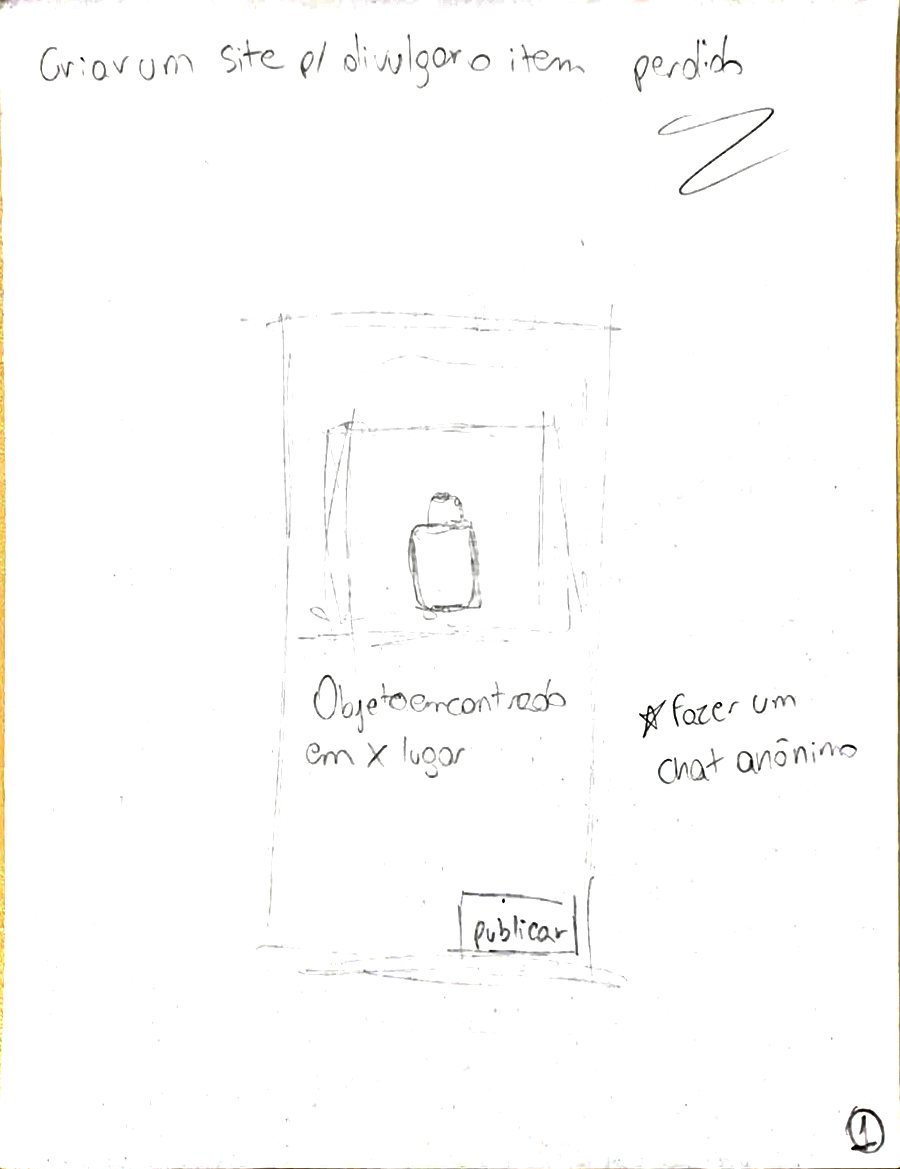 Criar um site p/ divulgar o item perdido
Objeto encontrado
em X lugar
☆ fazer um
chat anônimo
publicar
1